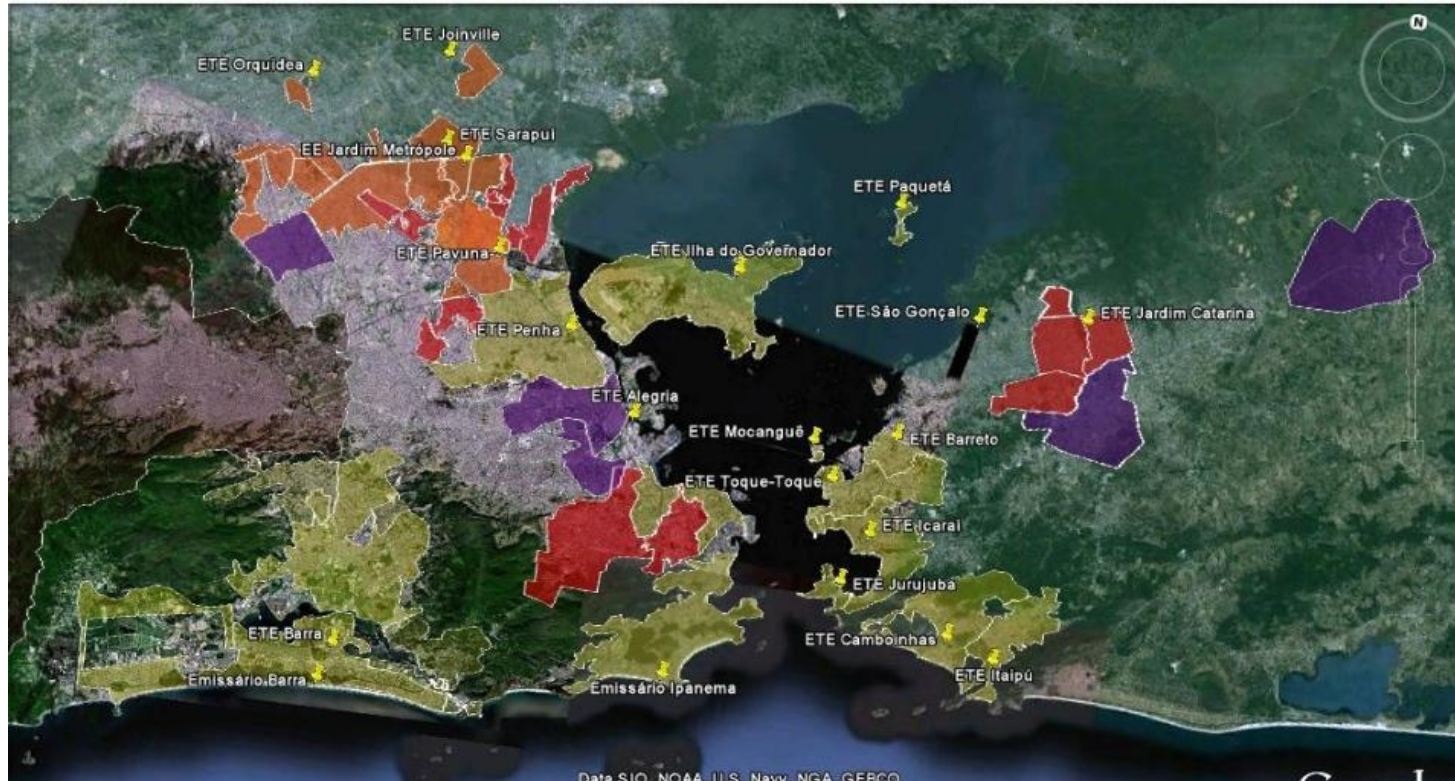 N
ETE Joinville
ETE Orquídea
ETE Sarapuí
EE Jardim Metrópole
ETE Paquetá
ETE Pavuna
ETE Ilha do Governador
ETE São Gonçalo
ETE Jardim Catarina
ETE Penha
ETE Alegria
ETE Mocanguê
ETE Barreto
ETE Toque-Toque
ETE Icaraí
ETE Jurujuba
ETE Barra
ETE Camboinhas
Emissário Barra
Emissário Ipanema
ETE Itaipú
Data SIO, NOAA, U.S. Navy, NGA, GEBCO